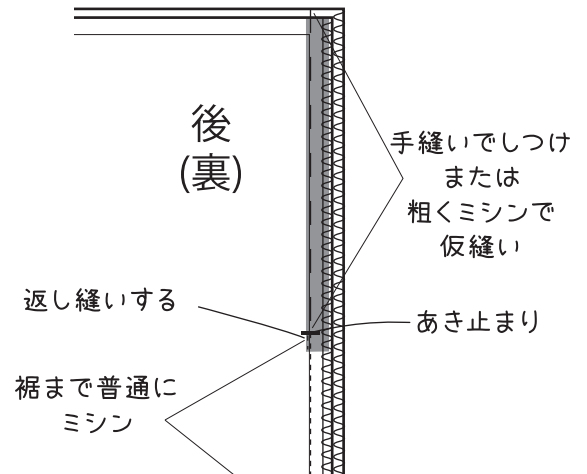 後
(裏)
手縫いでしつけ
または
粗くミシンで
仮縫い
返し縫いする
あき止まり
裾まで普通に
ミシン